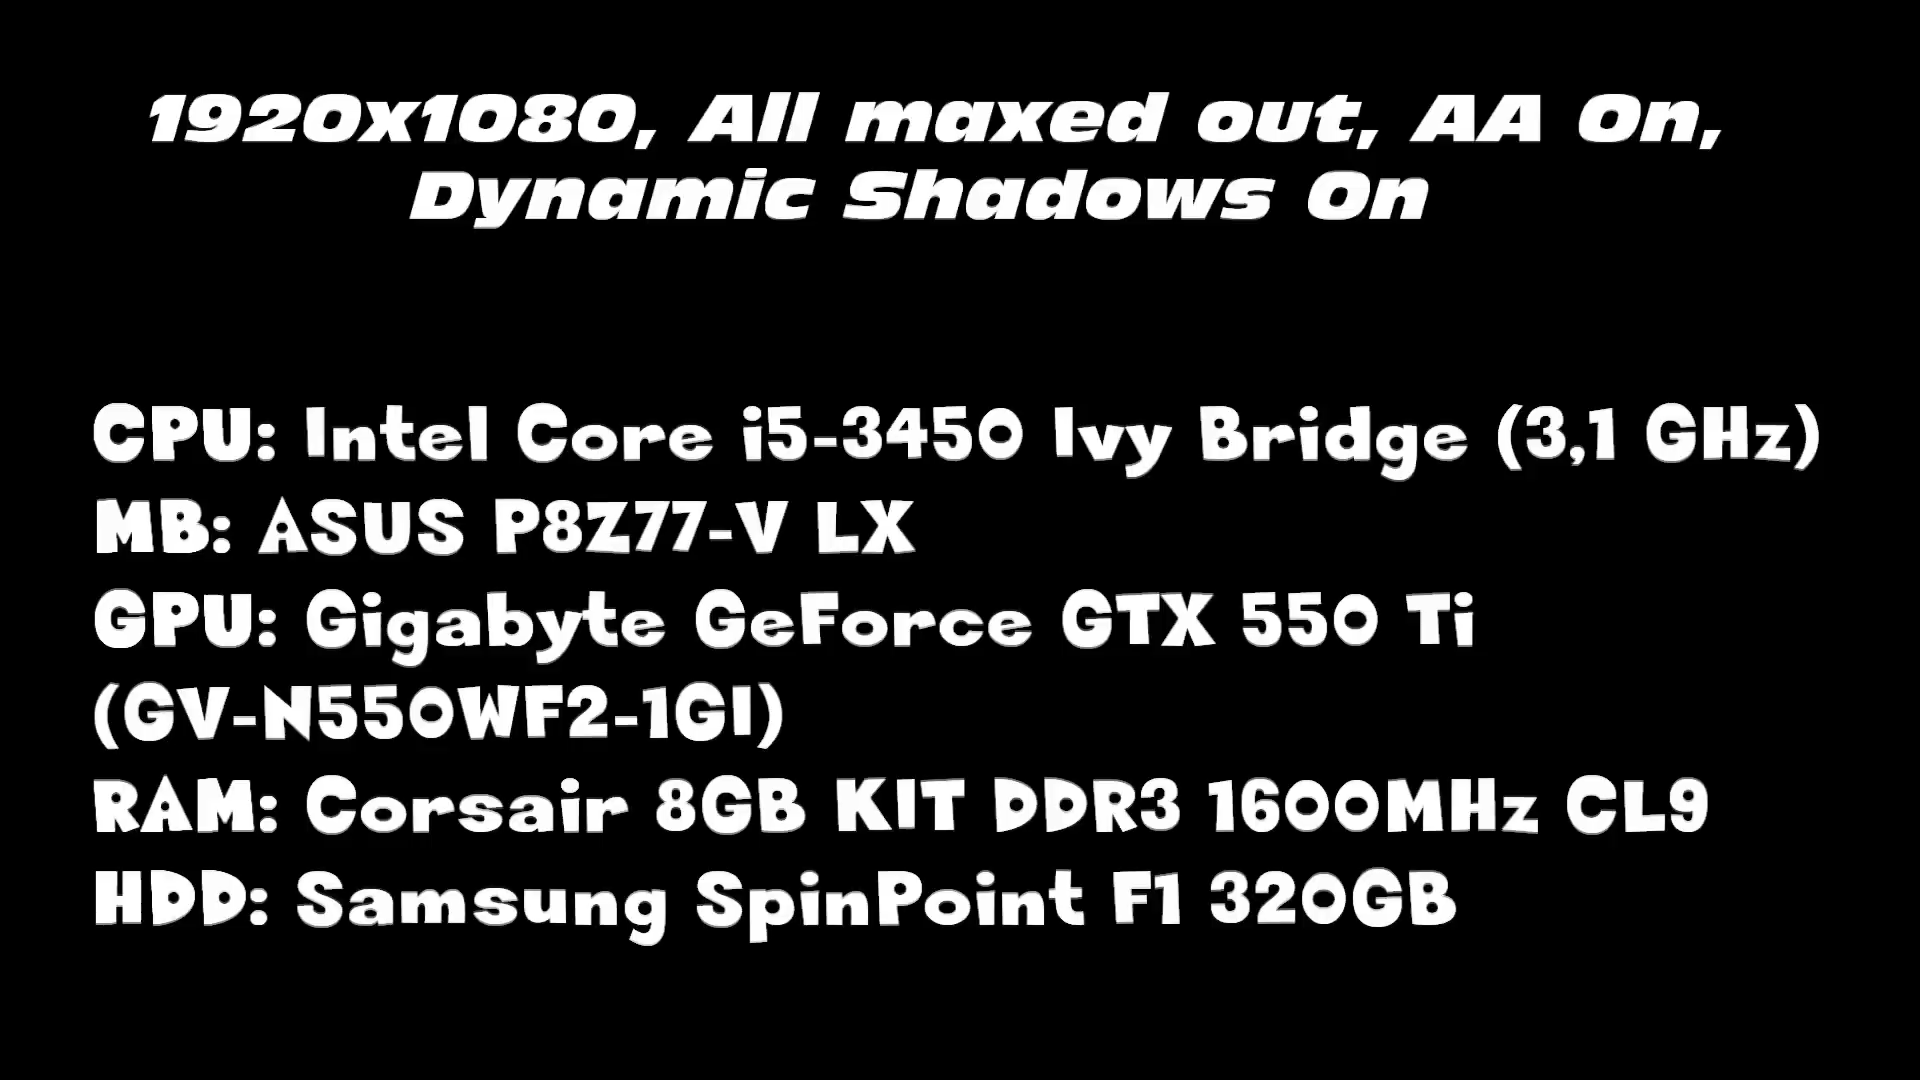 1920x1080, All maxed out, AA On,
Dynamic Shadows On
CPU: Intel Core i5-3450 Ivy Bridge (3,1 GHz)
MB: ASUS P8Z77-V LX
GPU: Gigabyte GeForce GTX 550 Ti
(GV-N550WF2-1GI)
RAM: Corsair 8GB KIT DDR3 1600MHz CL9
HDD: Samsung SpinPoint F1 320GB